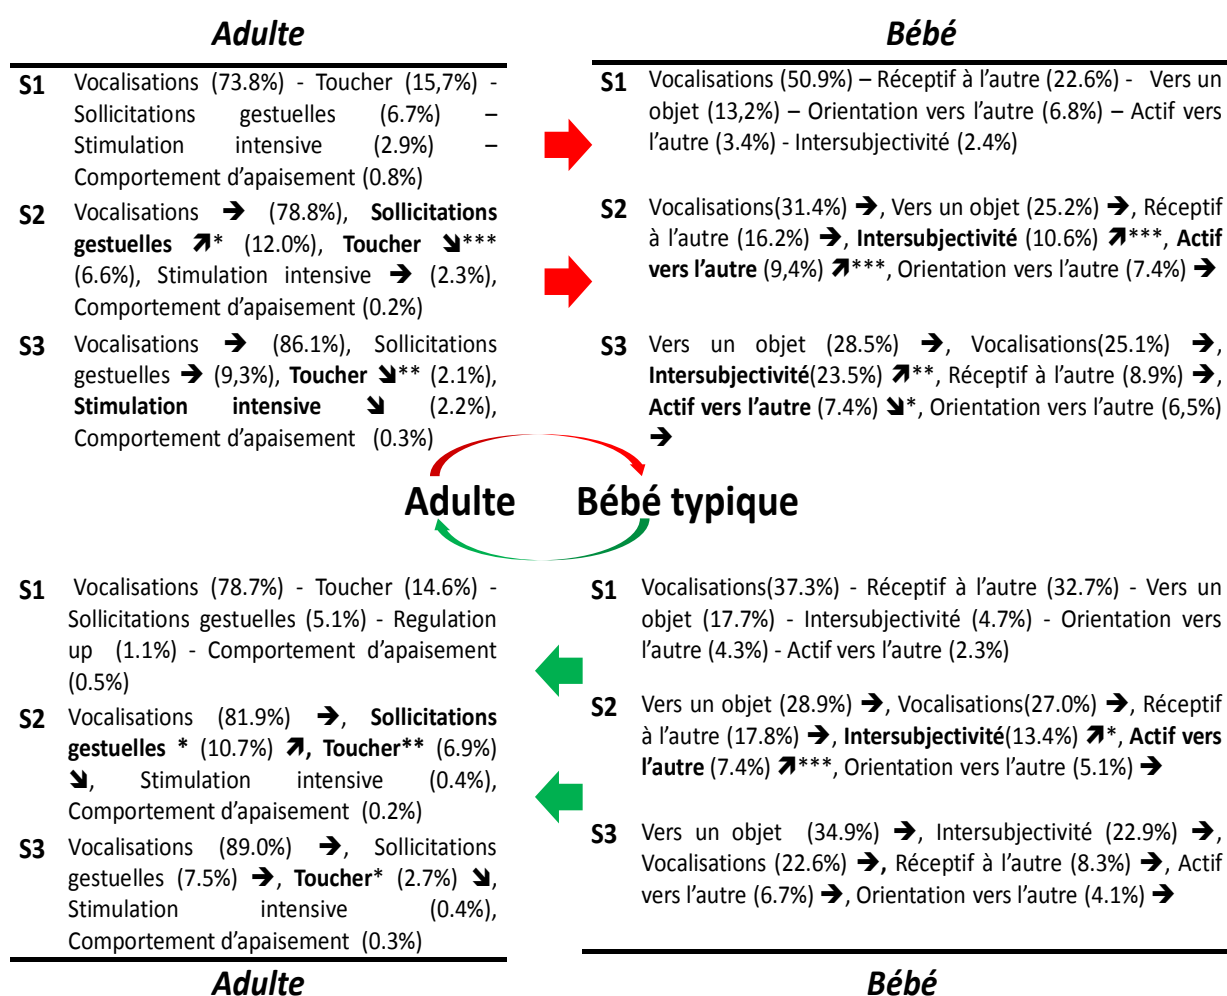 Adulte
Bébé
S1 Vocalisations (73.8%) - Toucher (15,7%) -
Sollicitations gestuelles (6.7%) –
Stimulation intensive (2.9%) –
Comportement d'apaisement (0.8%)
S2 Vocalisations ➔ (78.8%), Sollicitations
gestuelles ➔* (12.0%), Toucher ➔***
(6.6%), Stimulation intensive ➔ (2.3%),
Comportement d'apaisement (0.2%)
S3 Vocalisations ➔ (86.1%), Sollicitations
gestuelles ➔ (9,3%), Toucher ➘** (2.1%),
Stimulation intensive ➘ (2.2%),
Comportement d'apaisement (0.3%)
S1 Vocalisations (50.9%) – Réceptif à l'autre (22.6%) - Vers un
objet (13,2%) – Orientation vers l'autre (6.8%) – Actif vers
l'autre (3.4%) - Intersubjectivité (2.4%)
S2 Vocalisations(31.4%) ➔, Vers un objet (25.2%) ➔, Réceptif
à l'autre (16.2%) ➔, Intersubjectivité (10.6%) ➚***, Actif
vers l'autre (9,4%) ➚***, Orientation vers l'autre (7.4%) ➔
S3 Vers un objet (28.5%) ➔, Vocalisations(25.1%) ➔,
Intersubjectivité(23.5%) ➚**, Réceptif à l'autre (8.9%) ➔,
Actif vers l'autre (7.4%) ➘*, Orientation vers l'autre (6,5%)
➔
Adulte Bébé typique
S1 Vocalisations (78.7%) - Toucher (14.6%) -
Sollicitations gestuelles (5.1%) - Regulation
up (1.1%) - Comportement d'apaisement
(0.5%)
S2 Vocalisations (81.9%) ➔, Sollicitations
gestuelles * (10.7%) ➚, Toucher** (6.9%)
➘, Stimulation intensive (0.4%),
Comportement d'apaisement (0.2%)
S3 Vocalisations (89.0%) ➔, Sollicitations
gestuelles (7.5%) ➔, Toucher* (2.7%) ➘,
Stimulation intensive (0.4%),
Comportement d'apaisement (0.3%)
S1 Vocalisations(37.3%) - Réceptif à l'autre (32.7%) - Vers un
objet (17.7%) - Intersubjectivité (4.7%) - Orientation vers
l'autre (4.3%) - Actif vers l'autre (2.3%)
S2 Vers un objet (28.9%) ➔, Vocalisations(27.0%) ➔, Réceptif
à l'autre (17.8%) ➔, Intersubjectivité(13.4%) ➚*, Actif vers
l'autre (7.4%) ➚***, Orientation vers l'autre (5.1%) ➔
S3 Vers un objet (34.9%) ➔, Intersubjectivité (22.9%) ➔,
Vocalisations (22.6%) ➔, Réceptif à l'autre (8.3%) ➔, Actif
vers l'autre (6.7%) ➔, Orientation vers l'autre (4.1%) ➔
Adulte
Bébé